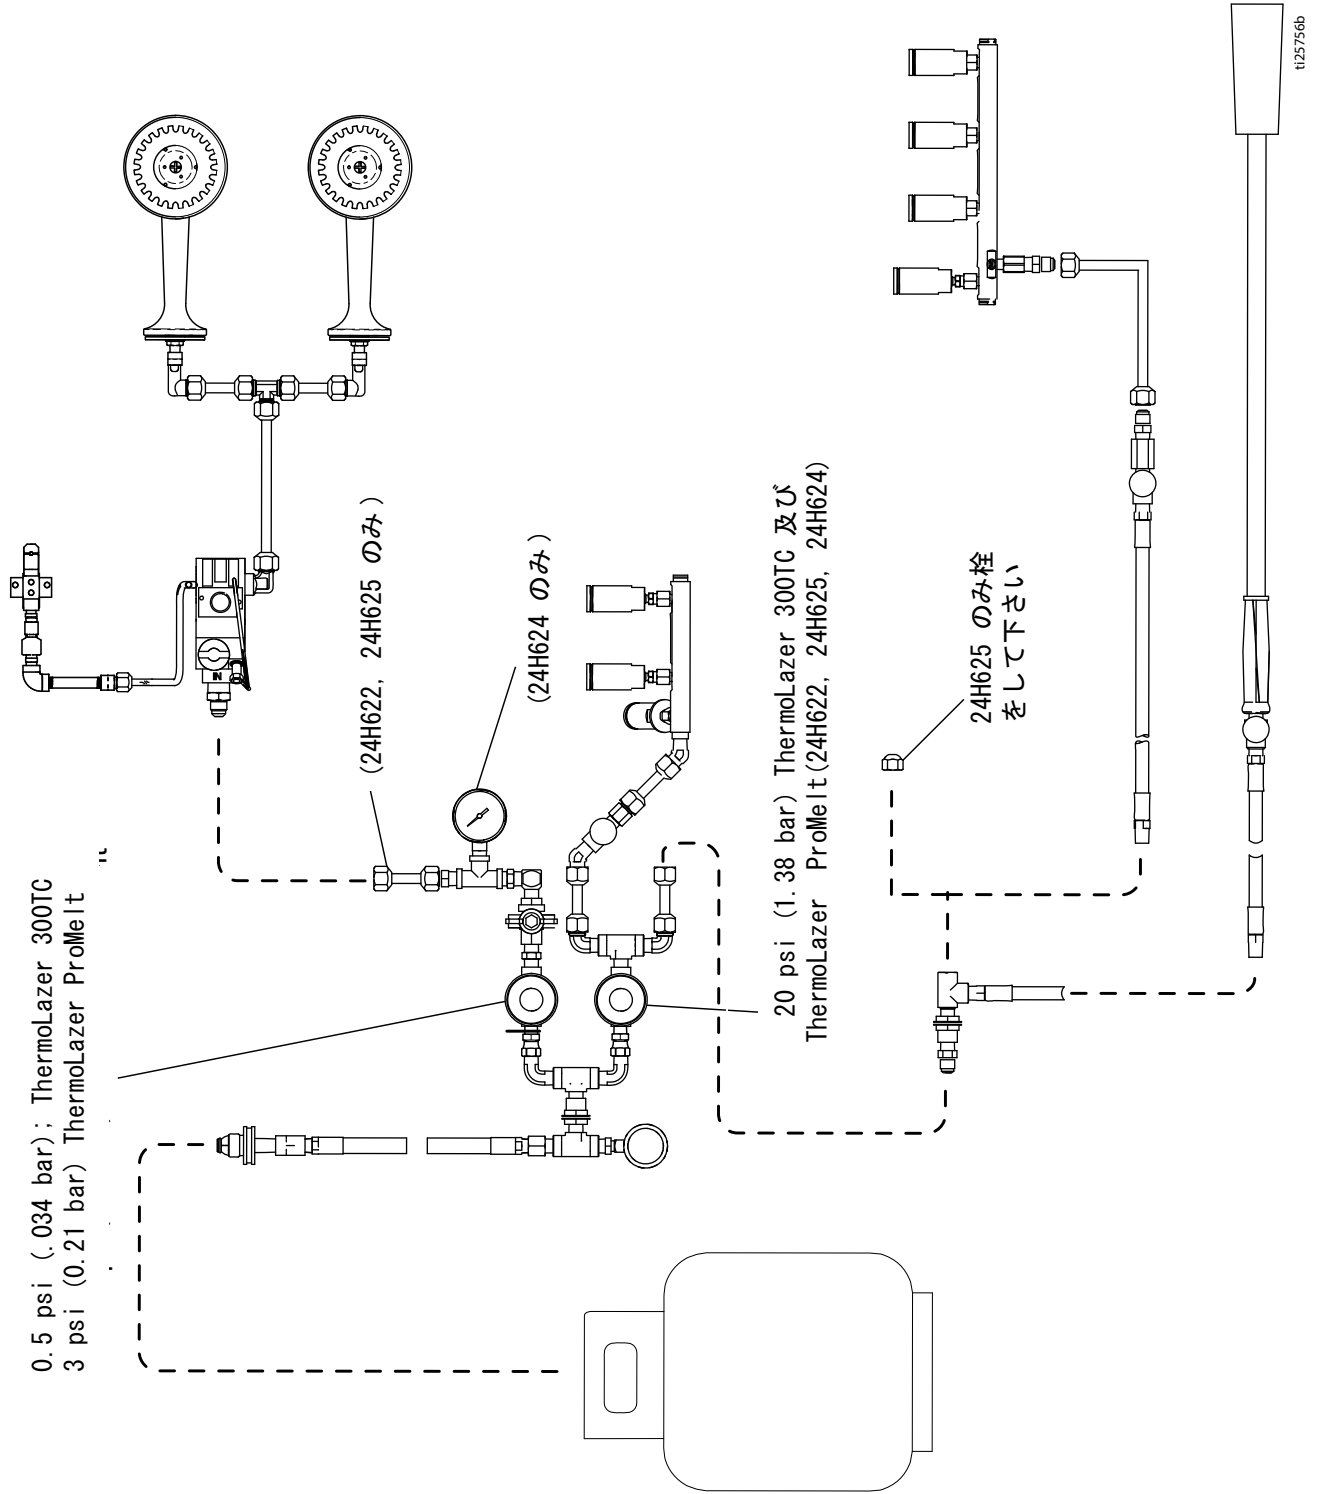 0.5 psi (.034 bar); ThermoLazer 300TC
3 psi (0.21 bar) ThermoLazer ProMelt
(24H622, 24H625 のみ)
(24H624 のみ)
20 psi (1.38 bar) ThermoLazer 300TC 及び
ThermoLazer ProMelt(24H622, 24H625, 24H624)
24H625 のみ栓
をして下さい
IN
ti25756b